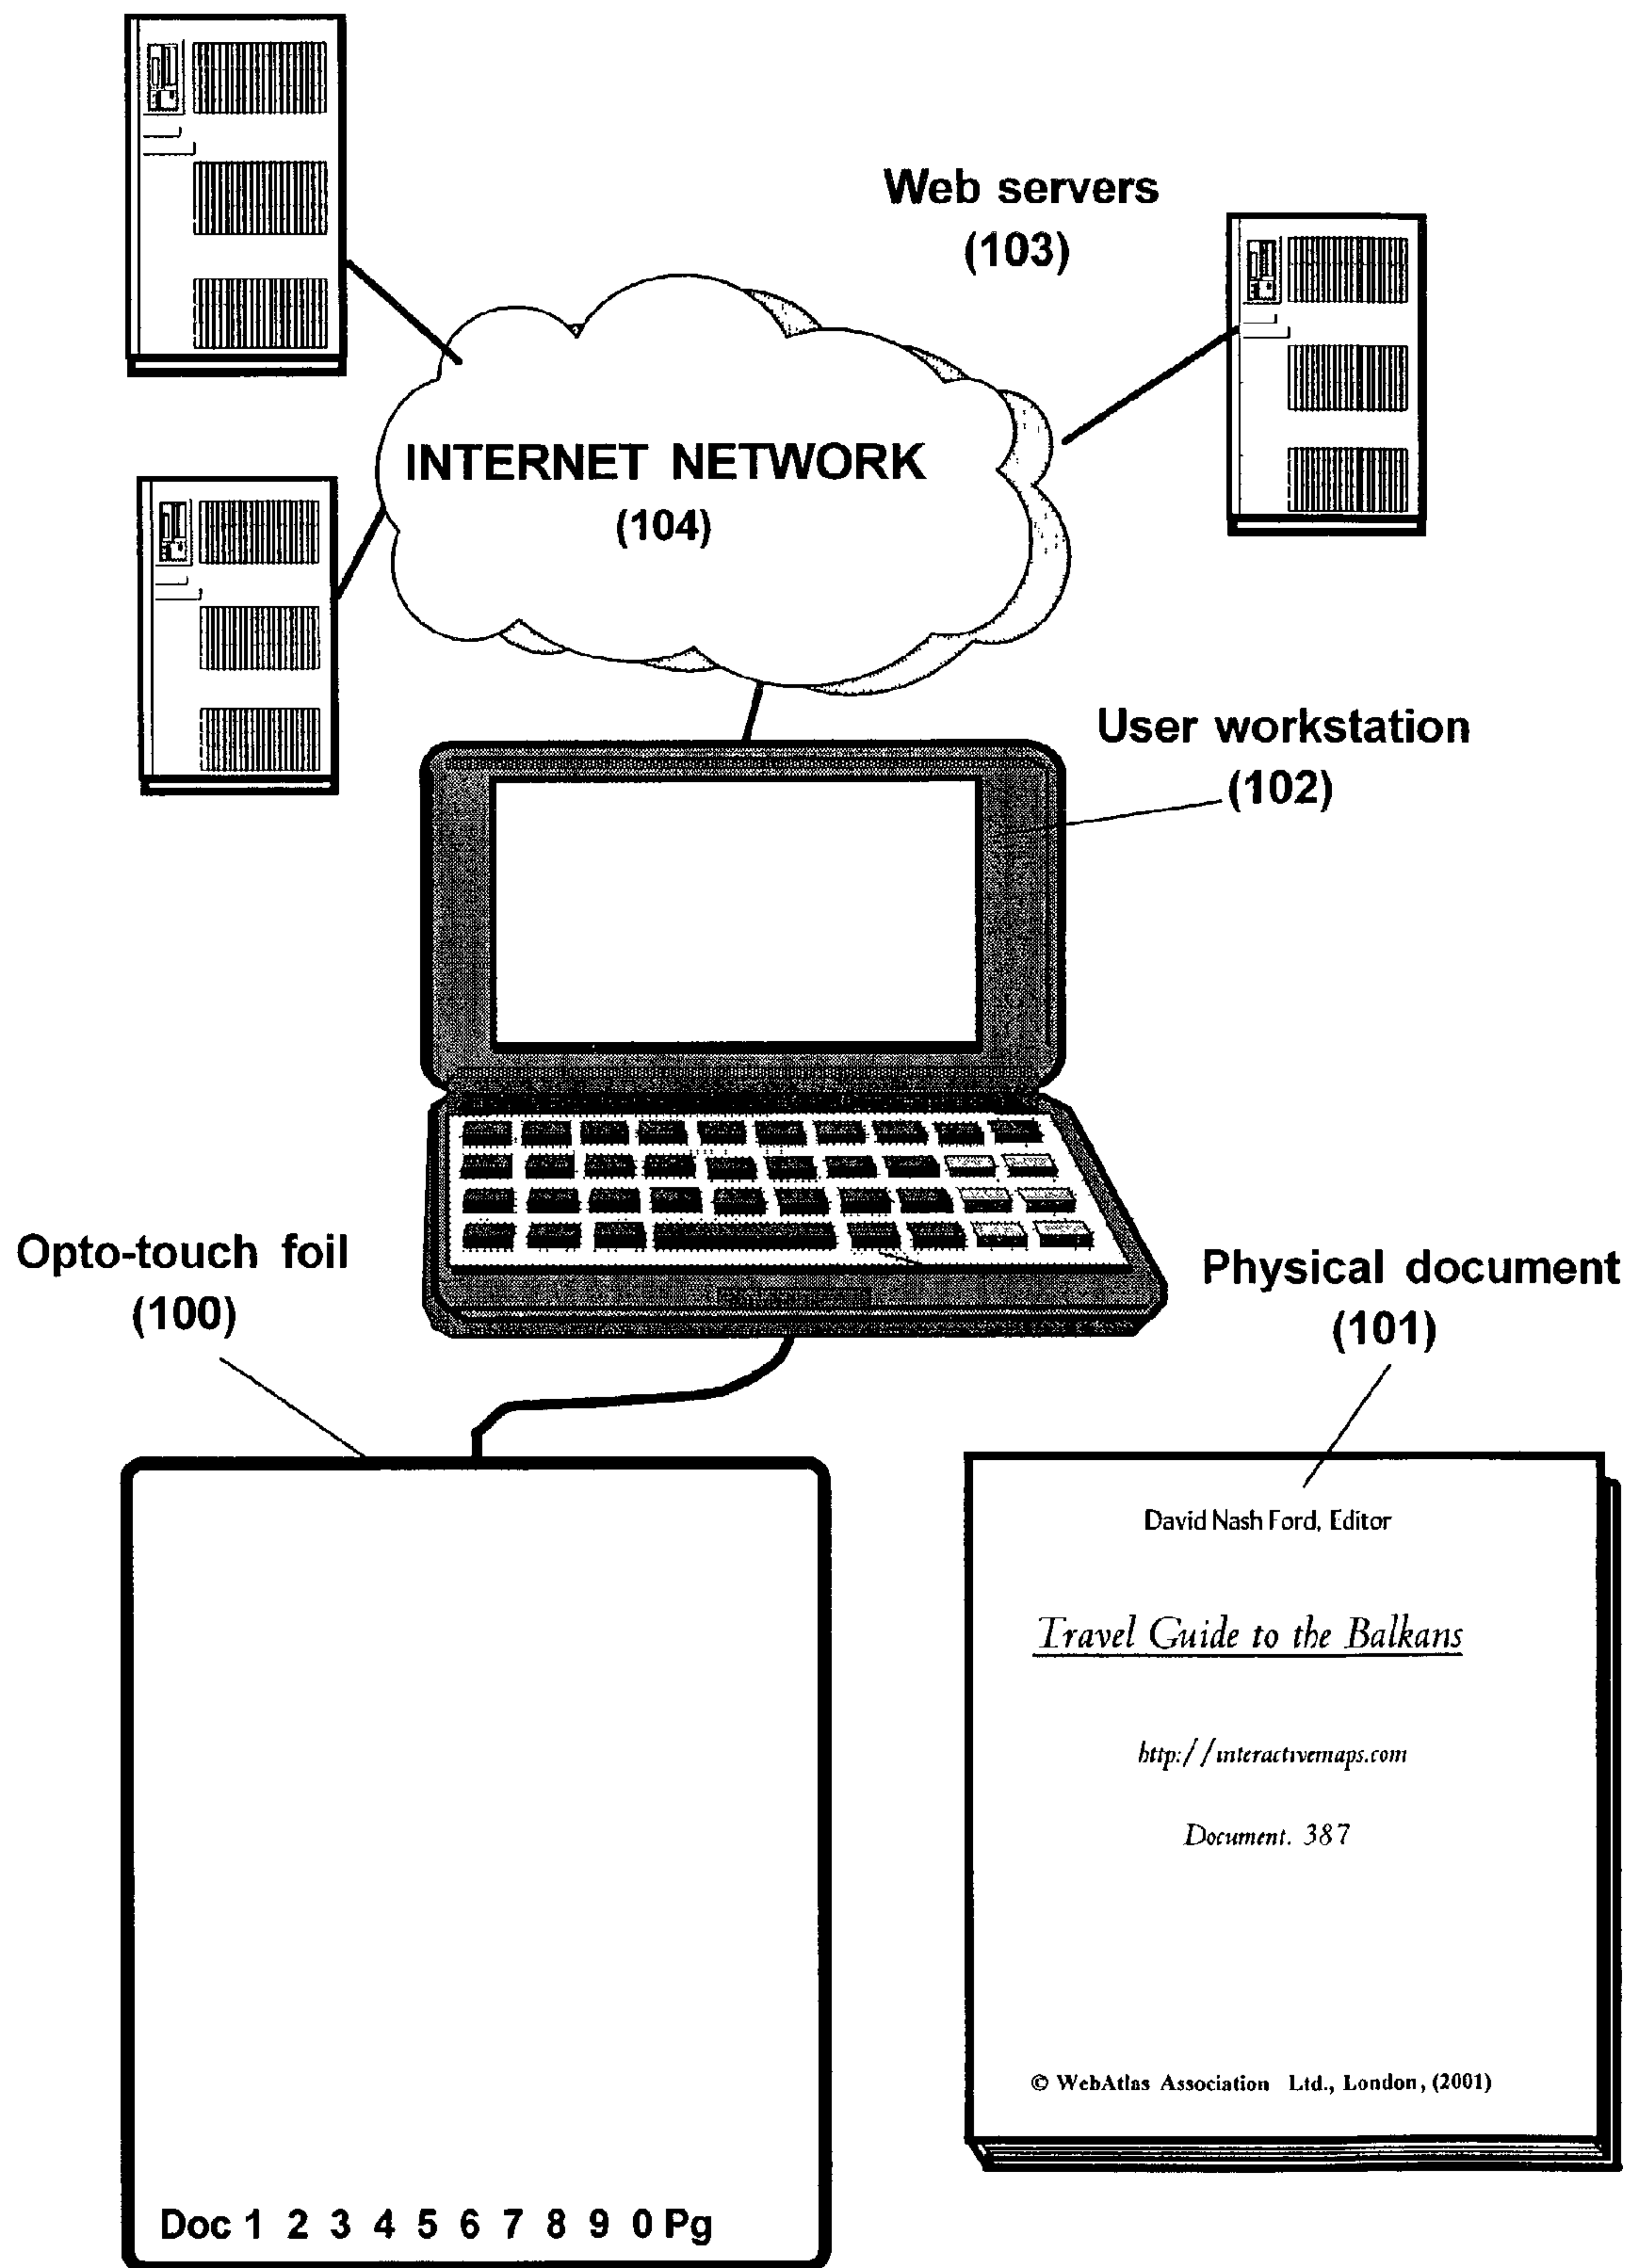 Web servers
(103)
INTERNET NETWORK
(104)
User workstation
(102)
Opto-touch foil
(100)
Physical document
(101)
David Nash Ford, Editor
Travel Guide to the Balkans
http://interactivemaps.com
Document. 387
© WebAtlas Association Ltd., London, (2001)
Doc 1 2 3 4 5 6 7 8 9 0 Pg